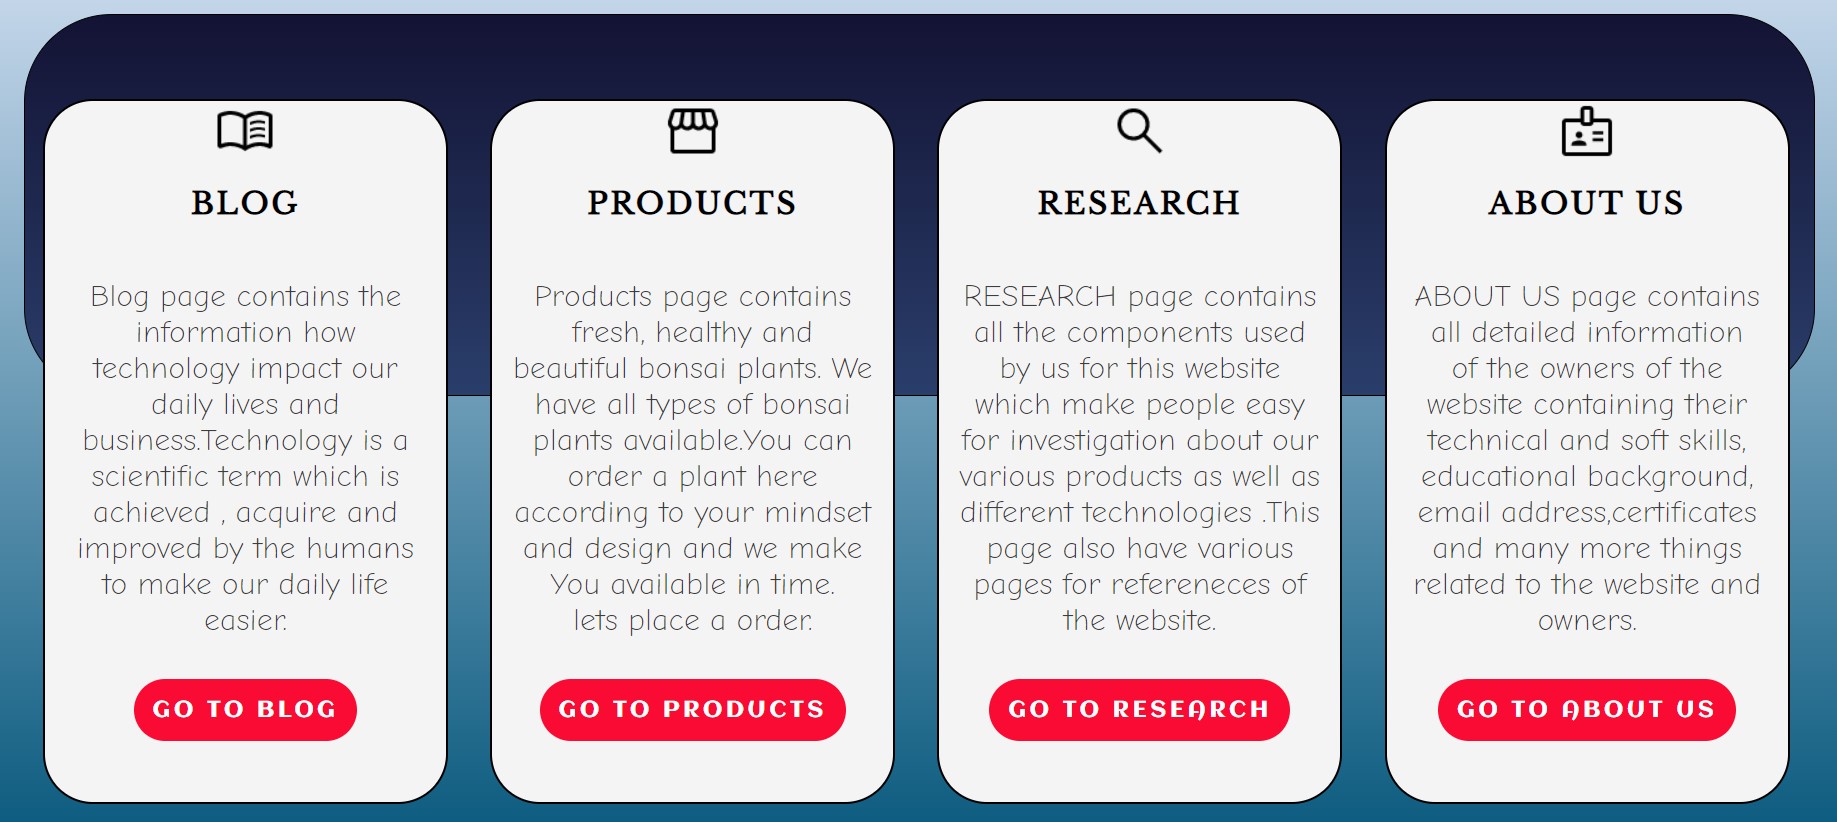 BLOG
Blog page contains the
information how
technology impact our
daily lives and
business.Technology is a
scientific term which is
achieved , acquire and
improved by the humans
to make our daily life
easier.
GO TO BLOG
PRODUCTS
Products page contains
fresh, healthy and
beautiful bonsai plants. We
have all types of bonsai
plants available.You can
order a plant here
according to your mindset
and design and we make
You available in time.
lets place a order.
GO TO PRODUCTS
RESEARCH
RESEARCH page contains
all the components used
by us for this website
which make people easy
for investigation about our
various products as well as
different technologies .This
page also have various
pages for refereneces of
the website.
GO TO RESEARCH
ABOUT US
ABOUT US page contains
all detailed information
of the owners of the
website containing their
technical and soft skills,
educational background,
email address,certificates
and many more things
related to the website and
owners.
GO TO ABOUT US